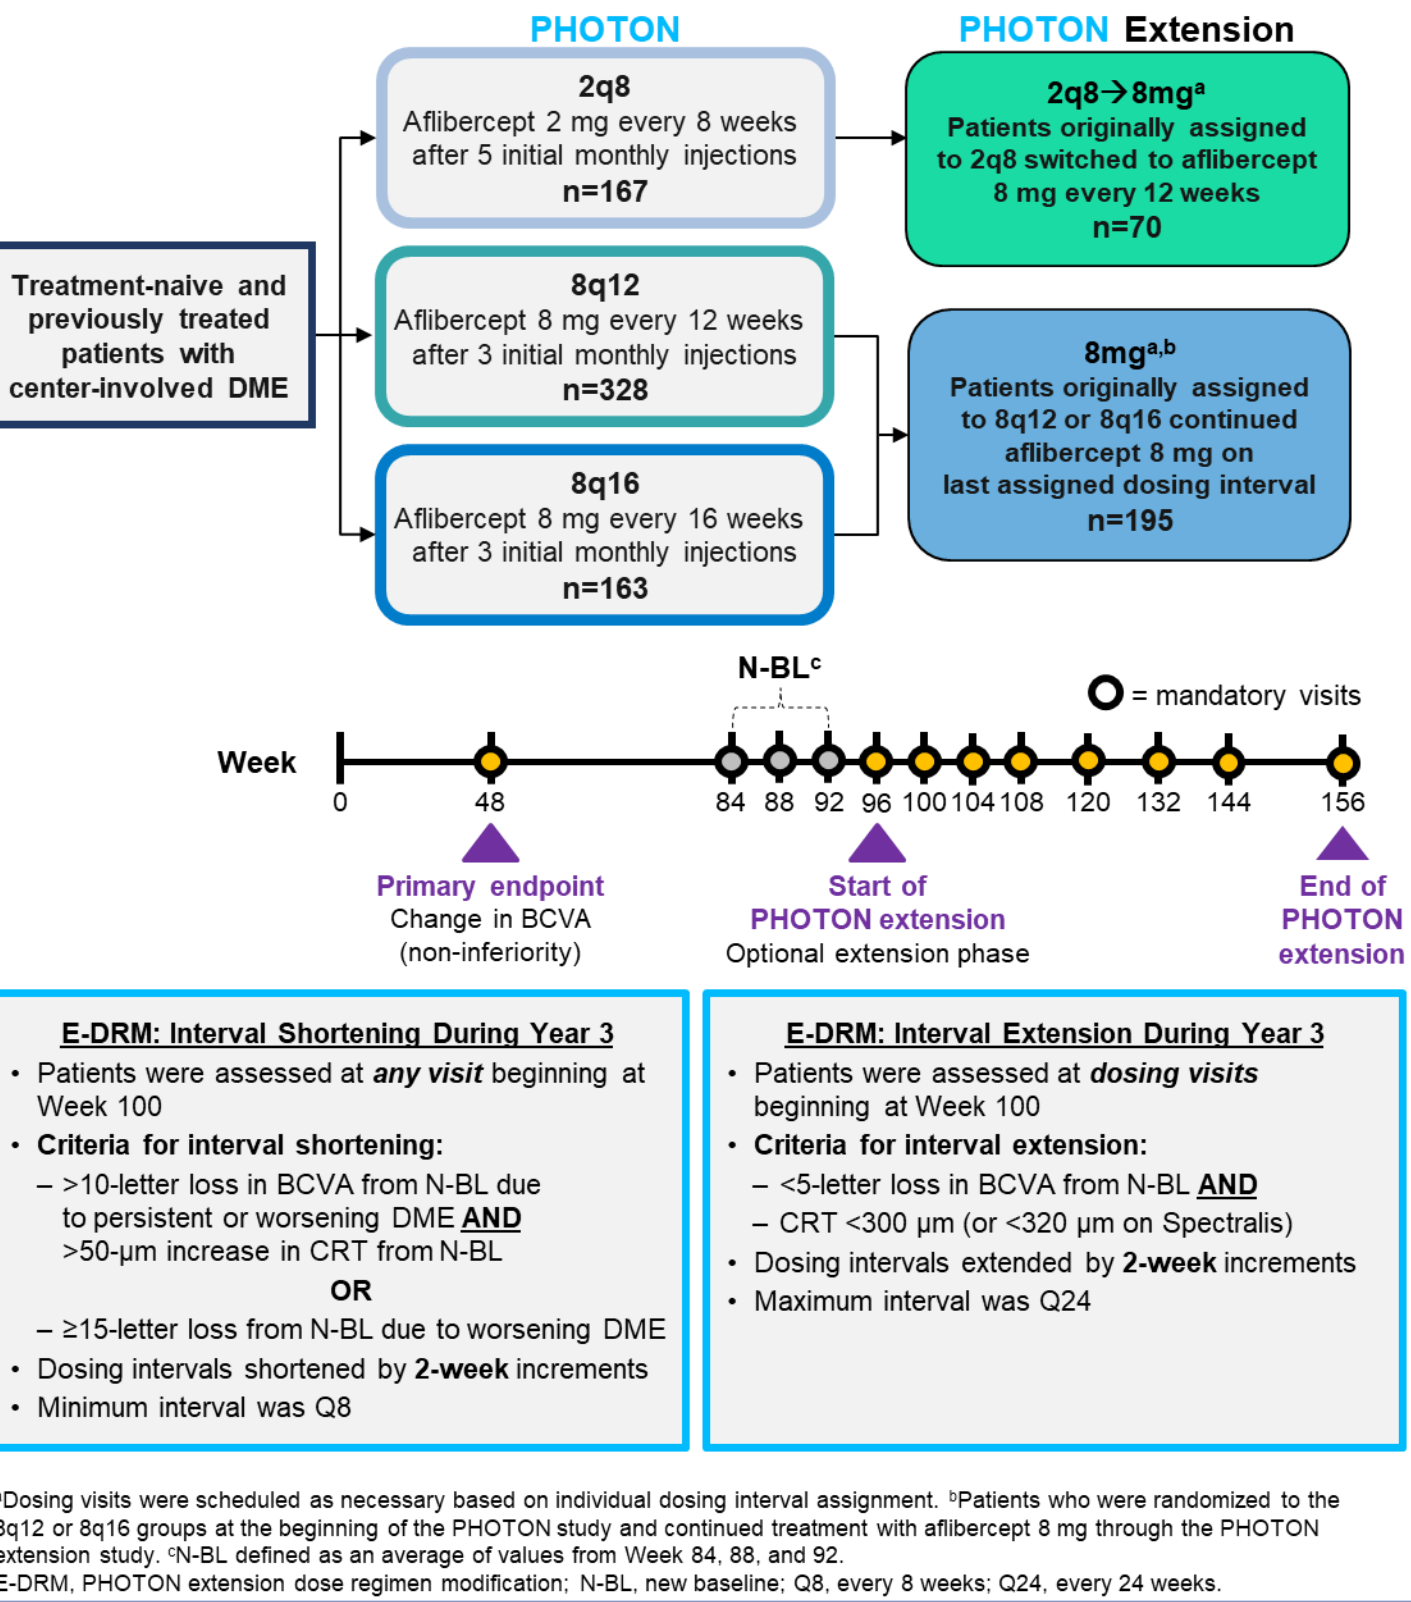 PHOTON
PHOTON Extension
2q8
Aflibercept 2 mg every 8 weeks
after 5 initial monthly injections
n=167
2q8→8mgᵃ
Patients originally assigned
to 2q8 switched to aflibercept
8 mg every 12 weeks
n=70
Treatment-naive and
previously treated
patients with
center-involved DME
8q12
Aflibercept 8 mg every 12 weeks
after 3 initial monthly injections
n=328
8q16
Aflibercept 8 mg every 16 weeks
after 3 initial monthly injections
n=163
8mgᵃ,ᵇ
Patients originally assigned
to 8q12 or 8q16 continued
aflibercept 8 mg on
last assigned dosing interval
n=195
N-BLᶜ
= mandatory visits
Week
0 48 84 88 92 96 100 104 108 120 132 144 156
Primary endpoint
Change in BCVA
(non-inferiority)
Start of
PHOTON extension
Optional extension phase
End of
PHOTON
extension
E-DRM: Interval Shortening During Year 3
• Patients were assessed at any visit beginning at
Week 100
• Criteria for interval shortening:
– >10-letter loss in BCVA from N-BL due
to persistent or worsening DME AND
>50-µm increase in CRT from N-BL
OR
– ≥15-letter loss from N-BL due to worsening DME
• Dosing intervals shortened by 2-week increments
• Minimum interval was Q8
E-DRM: Interval Extension During Year 3
• Patients were assessed at dosing visits
beginning at Week 100
• Criteria for interval extension:
– <5-letter loss in BCVA from N-BL AND
– CRT <300 µm (or <320 µm on Spectralis)
• Dosing intervals extended by 2-week increments
• Maximum interval was Q24
ᵃDosing visits were scheduled as necessary based on individual dosing interval assignment. ᵇPatients who were randomized to the
8q12 or 8q16 groups at the beginning of the PHOTON study and continued treatment with aflibercept 8 mg through the PHOTON
extension study. ᶜN-BL defined as an average of values from Week 84, 88, and 92.
E-DRM, PHOTON extension dose regimen modification; N-BL, new baseline; Q8, every 8 weeks; Q24, every 24 weeks.